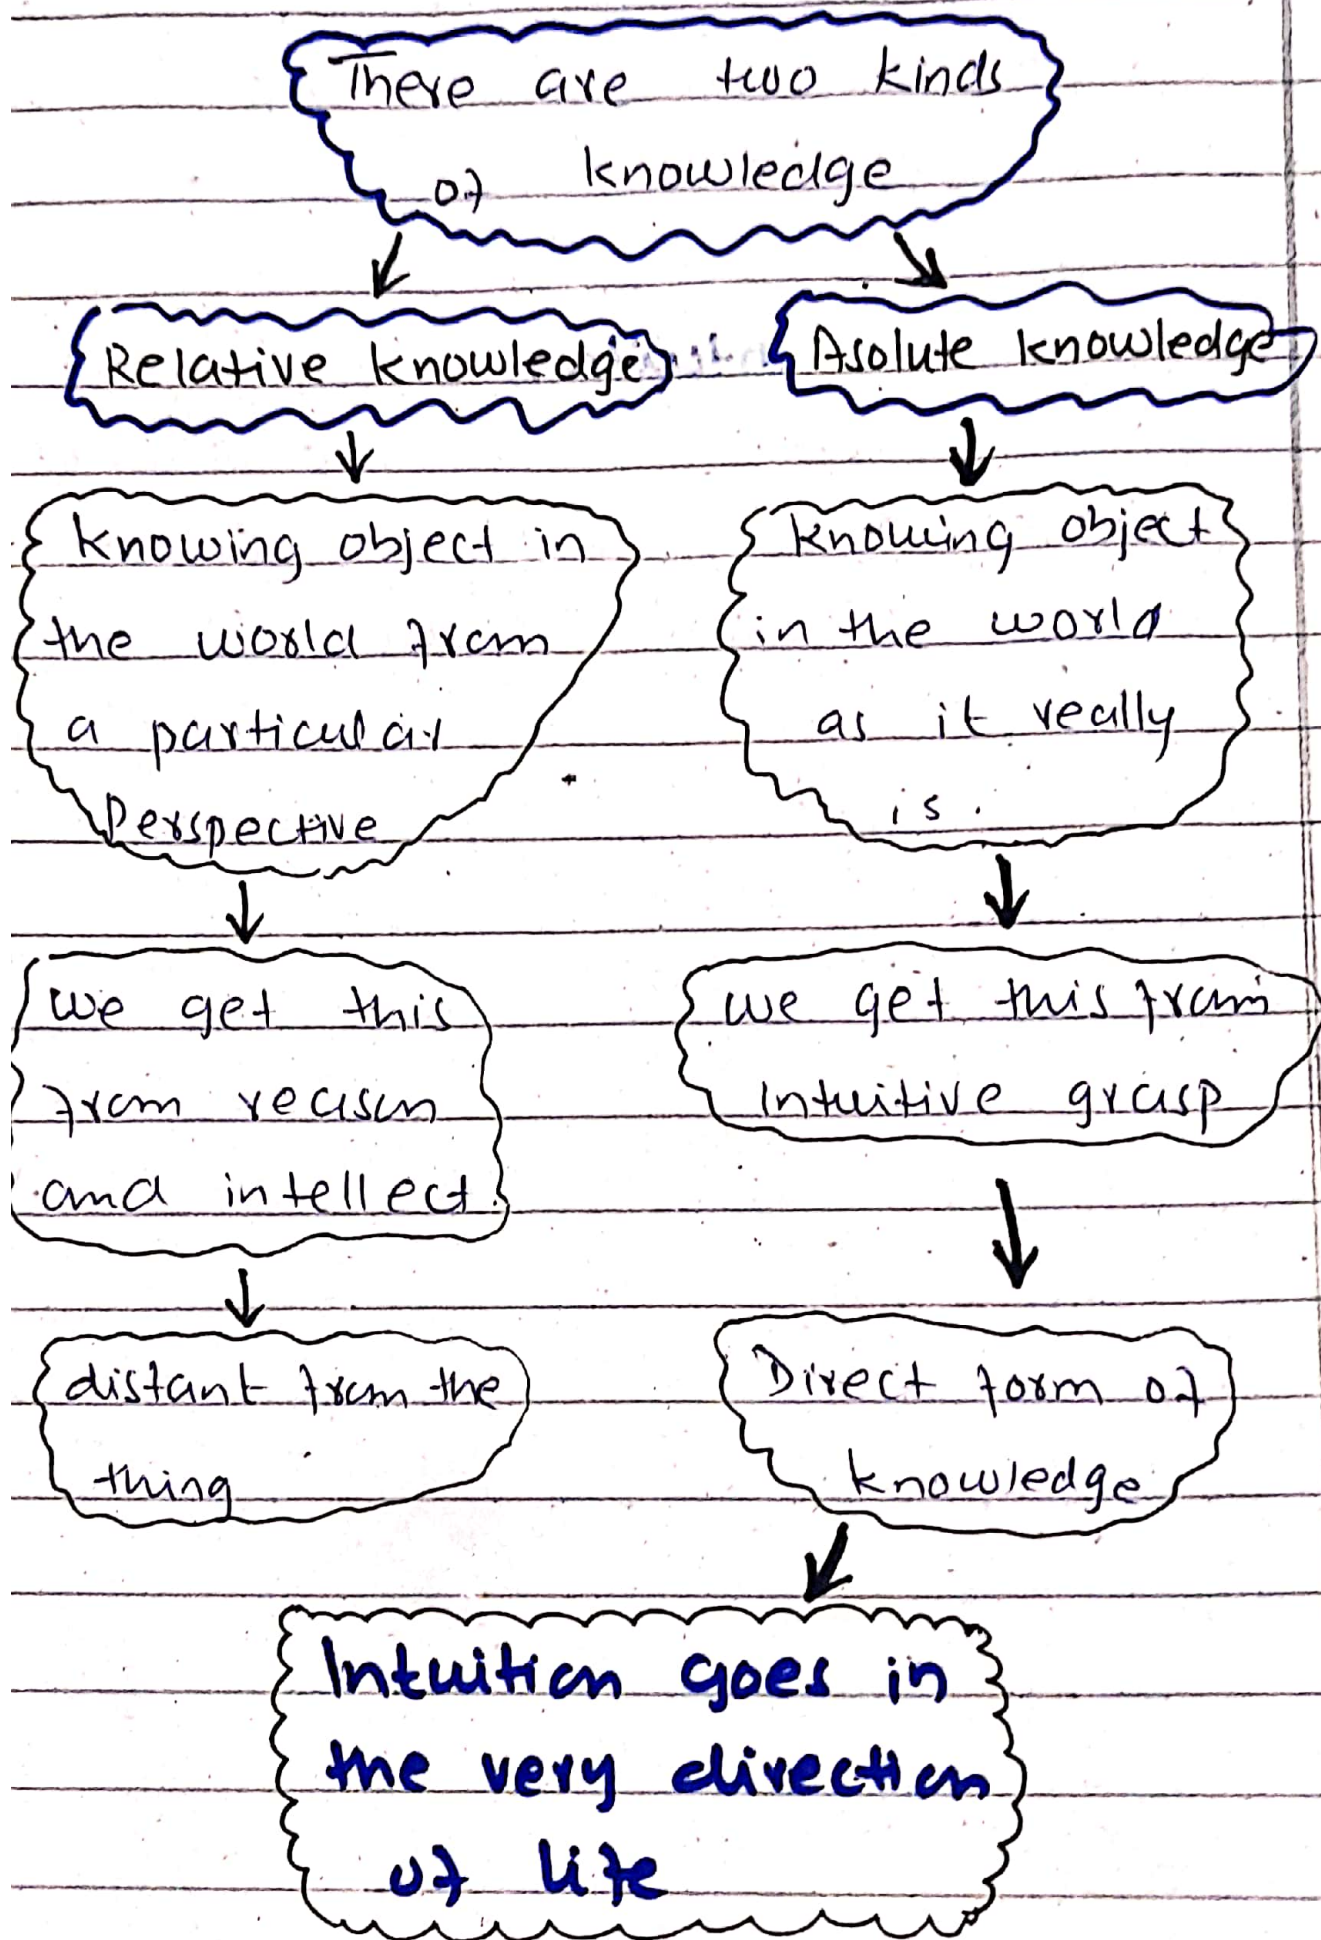 There are two kinds
of knowledge
Relative knowledge
Asolute knowledge
knowing object in
the world from
a particular
Perspective
knowing object
in the world
as it really
is.
we get this
from reason
and intellect.
we get this from
intuitive grasp
distant from the
thing
Direct form of
knowledge
Intuition goes in
the very direction
of life